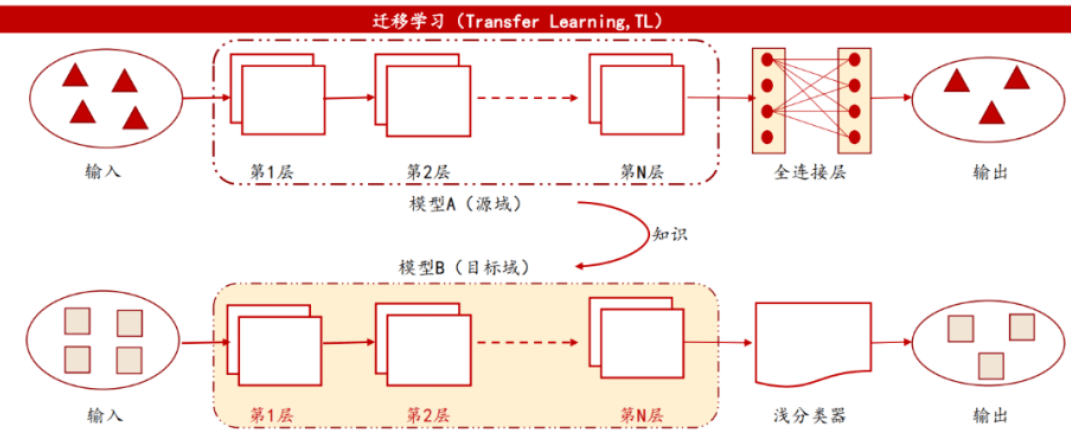 迁移学习（Transfer Learning,TL）
输入
第1层
第2层
第N层
全连接层
输出
模型A（源域）
知识
模型B（目标域）
输入
第1层
第2层
第N层
浅分类器
输出